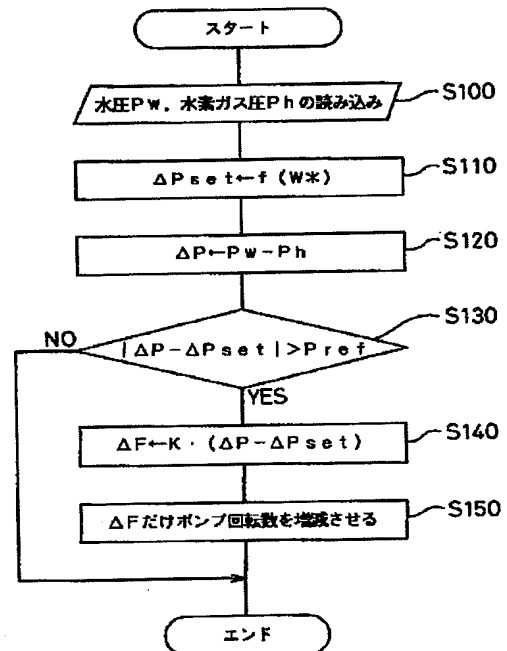 スタート
水圧Pw，水素ガス圧Phの読み込み
S100
ΔPset←f(W*)
S110
ΔP←Pw-Ph
S120
S130
NO
|ΔP-ΔPset|>Pref
YES
ΔF←K·(ΔP-ΔPset)
S140
ΔFだけポンプ回転数を増減させる
S150
エンド